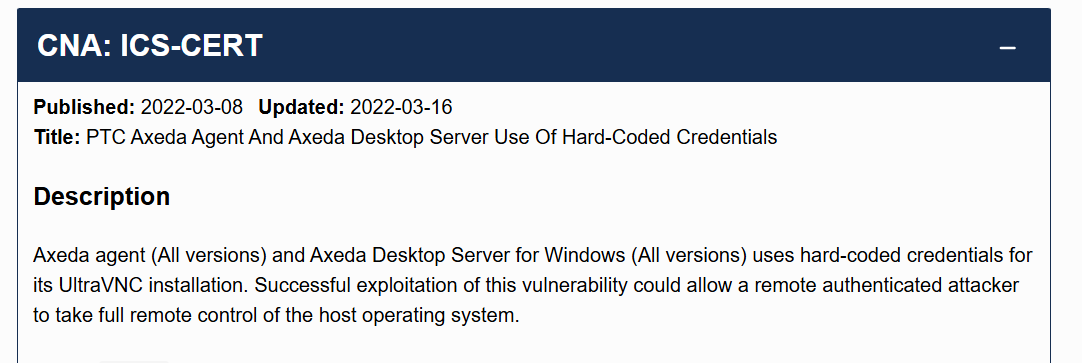 CNA: ICS-CERT
Published: 2022-03-08 Updated: 2022-03-16
Title: PTC Axeda Agent And Axeda Desktop Server Use Of Hard-Coded Credentials
Description
Axeda agent (All versions) and Axeda Desktop Server for Windows (All versions) uses hard-coded credentials for
its UltraVNC installation. Successful exploitation of this vulnerability could allow a remote authenticated attacker
to take full remote control of the host operating system.